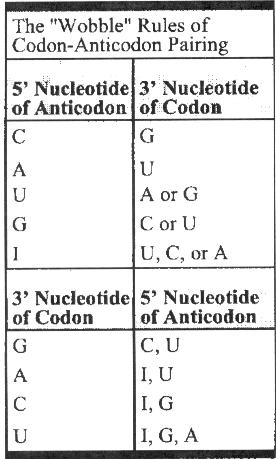 The "Wobble" Rules of
Codon-Anticodon Pairing
5' Nucleotide 3' Nucleotide
of Anticodon of Codon
C G
A U
U A or G
G C or U
I U, C, or A
3' Nucleotide 5' Nucleotide
of Codon of Anticodon
G C, U
A I, U
C I, G
U I, G, A